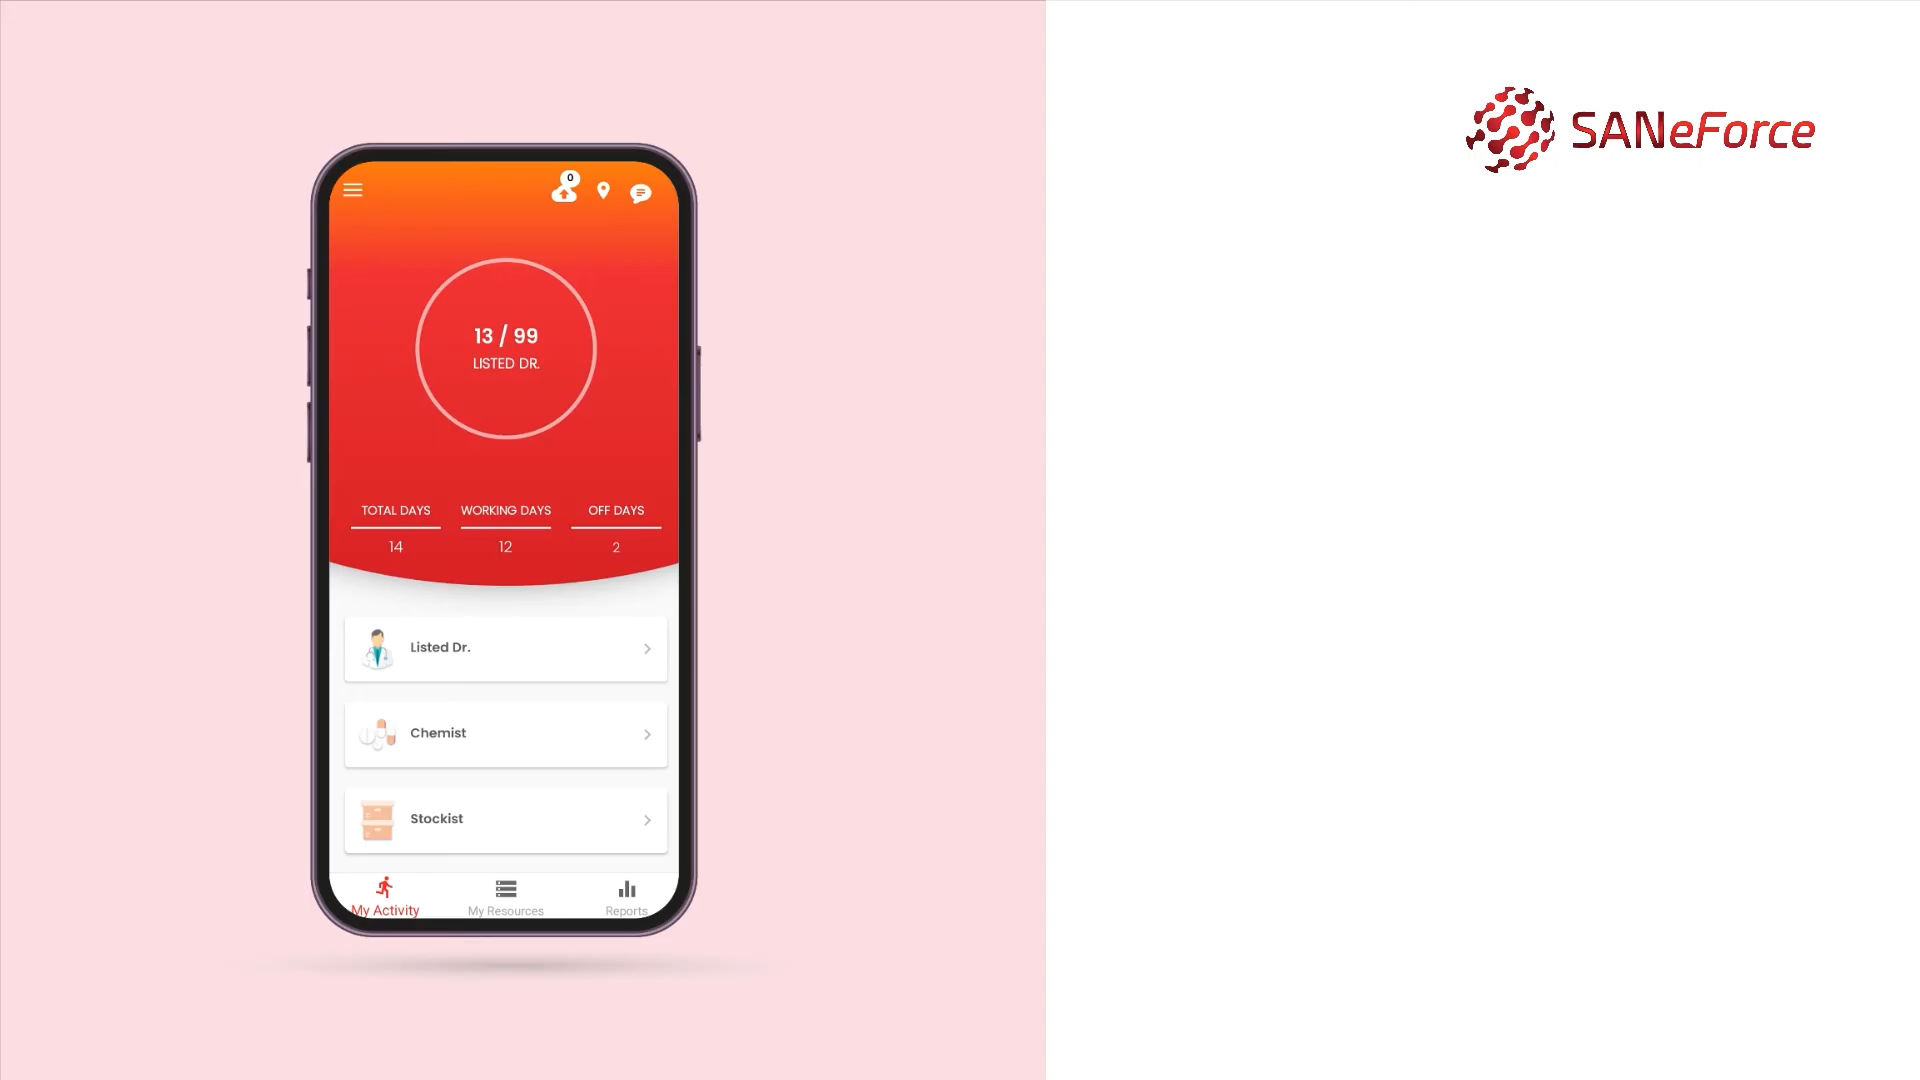 SANeForce
0
13 / 99
LISTED DR.
TOTAL DAYS WORKING DAYS OFF DAYS
14 12 2
Listed Dr.
Chemist
Stockist
My Activity My Resources Reports